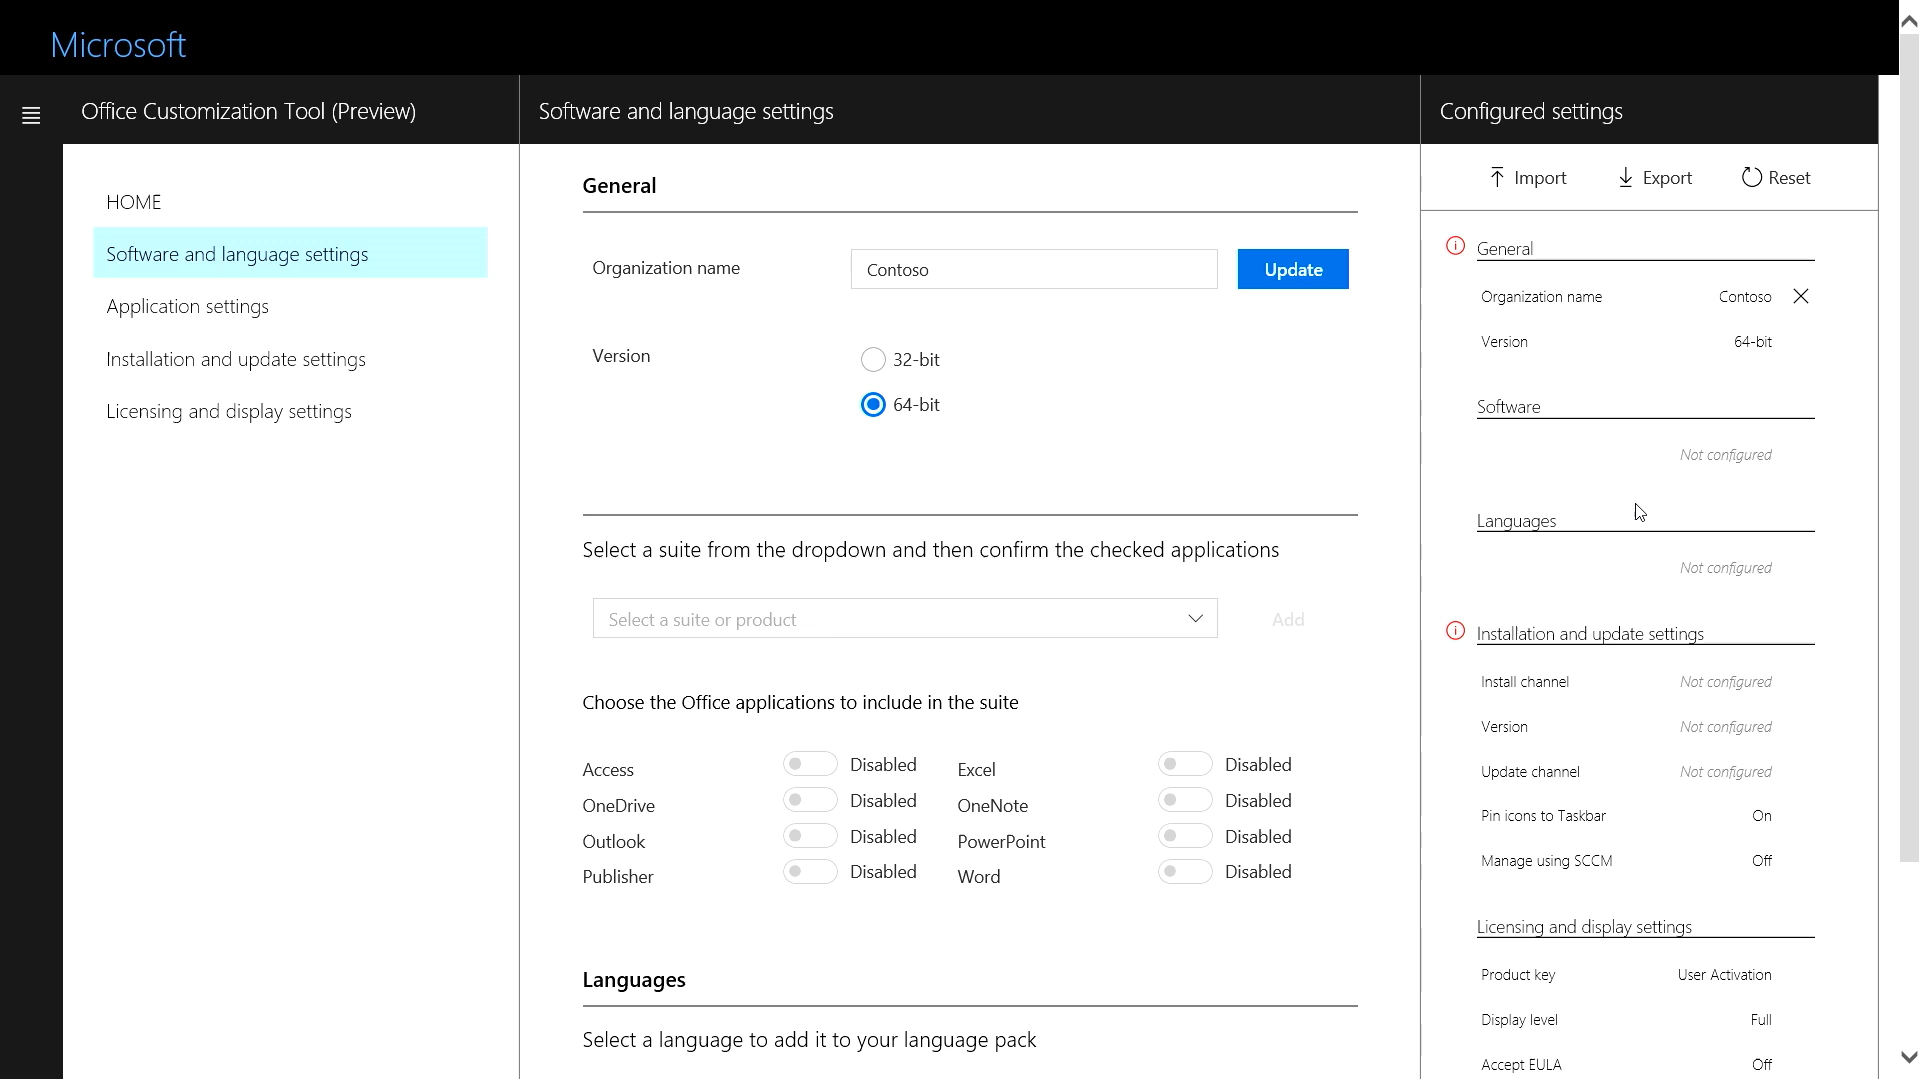 Microsoft
Office Customization Tool (Preview)
Software and language settings
Configured settings
HOME
Software and language settings
Application settings
Installation and update settings
Licensing and display settings
General
Organization name
Contoso
Update
Version
32-bit
64-bit
Select a suite from the dropdown and then confirm the checked applications
Select a suite or product
Add
Choose the Office applications to include in the suite
Access Disabled Excel Disabled
OneDrive Disabled OneNote Disabled
Outlook Disabled PowerPoint Disabled
Publisher Disabled Word Disabled
Languages
Select a language to add it to your language pack
Import Export Reset
General
Organization name Contoso
Version 64-bit
Software
Not configured
Languages
Not configured
Installation and update settings
Install channel Not configured
Version Not configured
Update channel Not configured
Pin icons to Taskbar On
Manage using SCCM Off
Licensing and display settings
Product key User Activation
Display level Full
Accept EULA Off